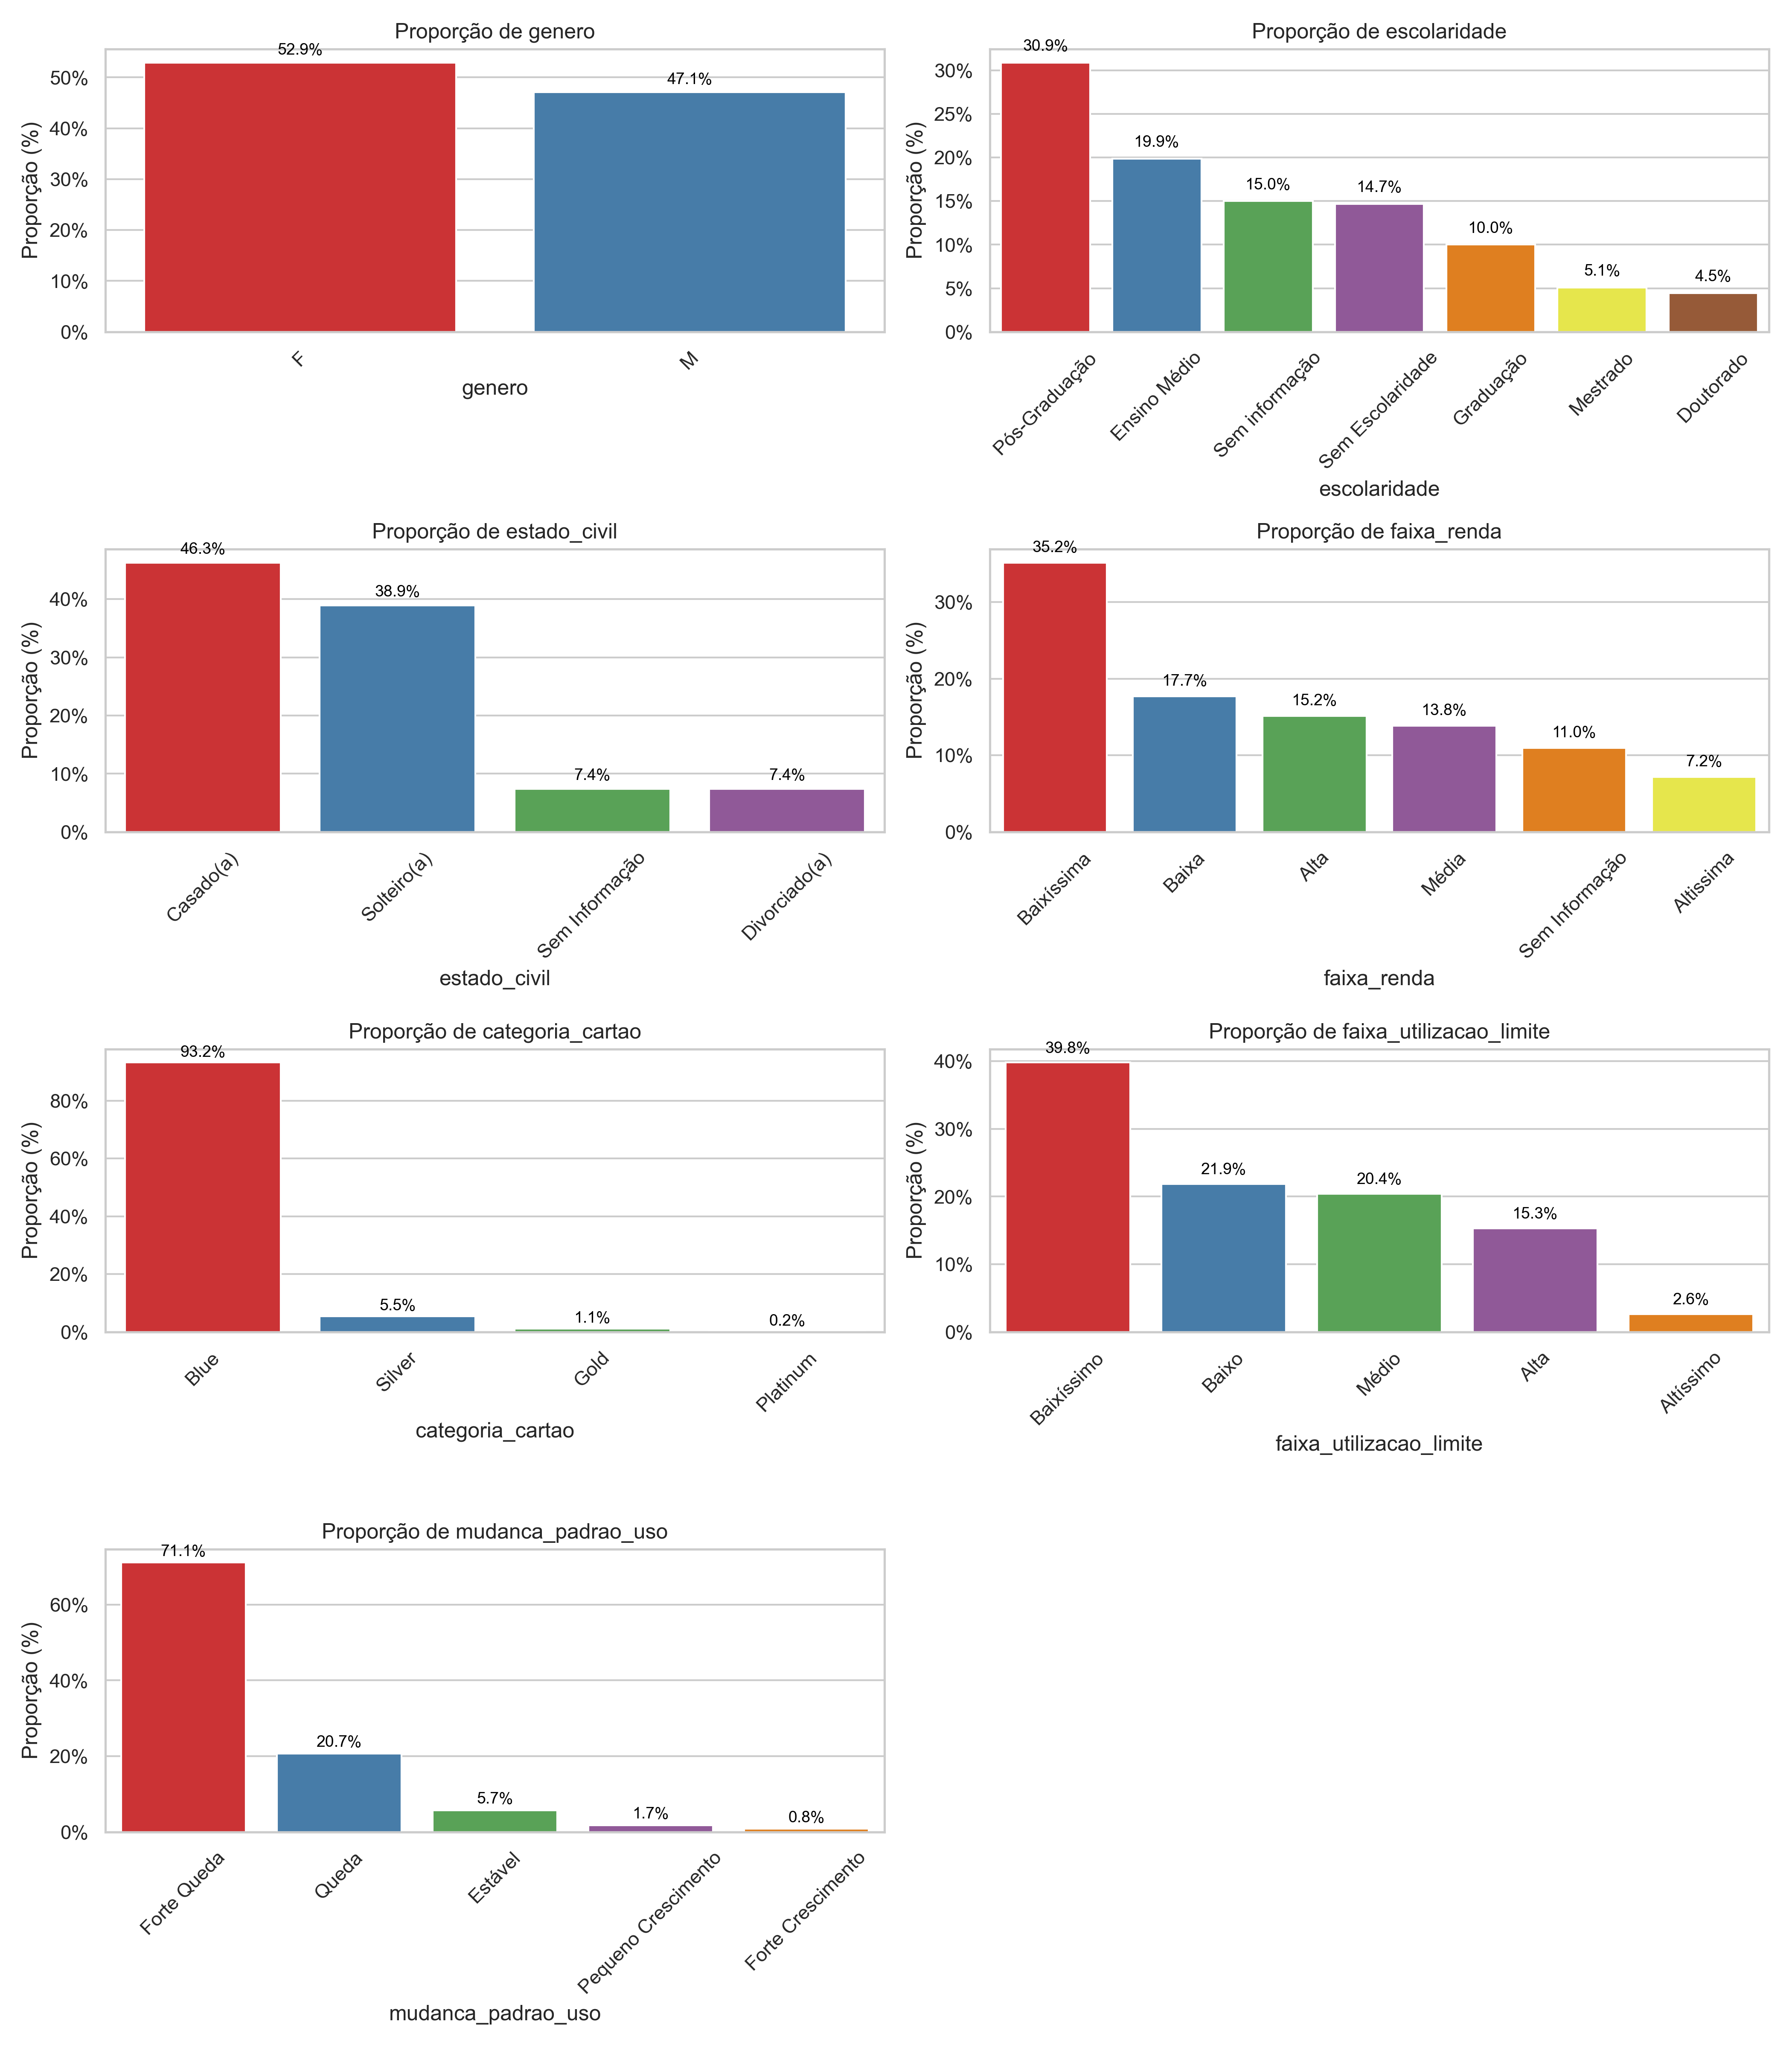 Proporção de genero
52.9%
47.1%
50%
40%
30%
20%
10%
0%
Proporção (%)
F
M
genero
Proporção de escolaridade
30.9%
19.9%
15.0%
14.7%
10.0%
5.1%
4.5%
30%
25%
20%
15%
10%
5%
0%
Proporção (%)
Pós-Graduação
Ensino Médio
Sem informação
Sem Escolaridade
Graduação
Mestrado
Doutorado
escolaridade
Proporção de estado_civil
46.3%
38.9%
7.4%
7.4%
40%
30%
20%
10%
0%
Proporção (%)
Casado(a)
Solteiro(a)
Sem Informação
Divorciado(a)
estado_civil
Proporção de faixa_renda
35.2%
17.7%
15.2%
13.8%
11.0%
7.2%
30%
20%
10%
0%
Proporção (%)
Baixíssima
Baixa
Alta
Média
Sem Informação
Altissima
faixa_renda
Proporção de categoria_cartao
93.2%
5.5%
1.1%
0.2%
80%
60%
40%
20%
0%
Proporção (%)
Blue
Silver
Gold
Platinum
categoria_cartao
Proporção de faixa_utilizacao_limite
39.8%
21.9%
20.4%
15.3%
2.6%
40%
30%
20%
10%
0%
Proporção (%)
Baixíssimo
Baixo
Médio
Alta
Altíssimo
faixa_utilizacao_limite
Proporção de mudanca_padrao_uso
71.1%
20.7%
5.7%
1.7%
0.8%
60%
40%
20%
0%
Proporção (%)
Forte Queda
Queda
Estável
Pequeno Crescimento
Forte Crescimento
mudanca_padrao_uso